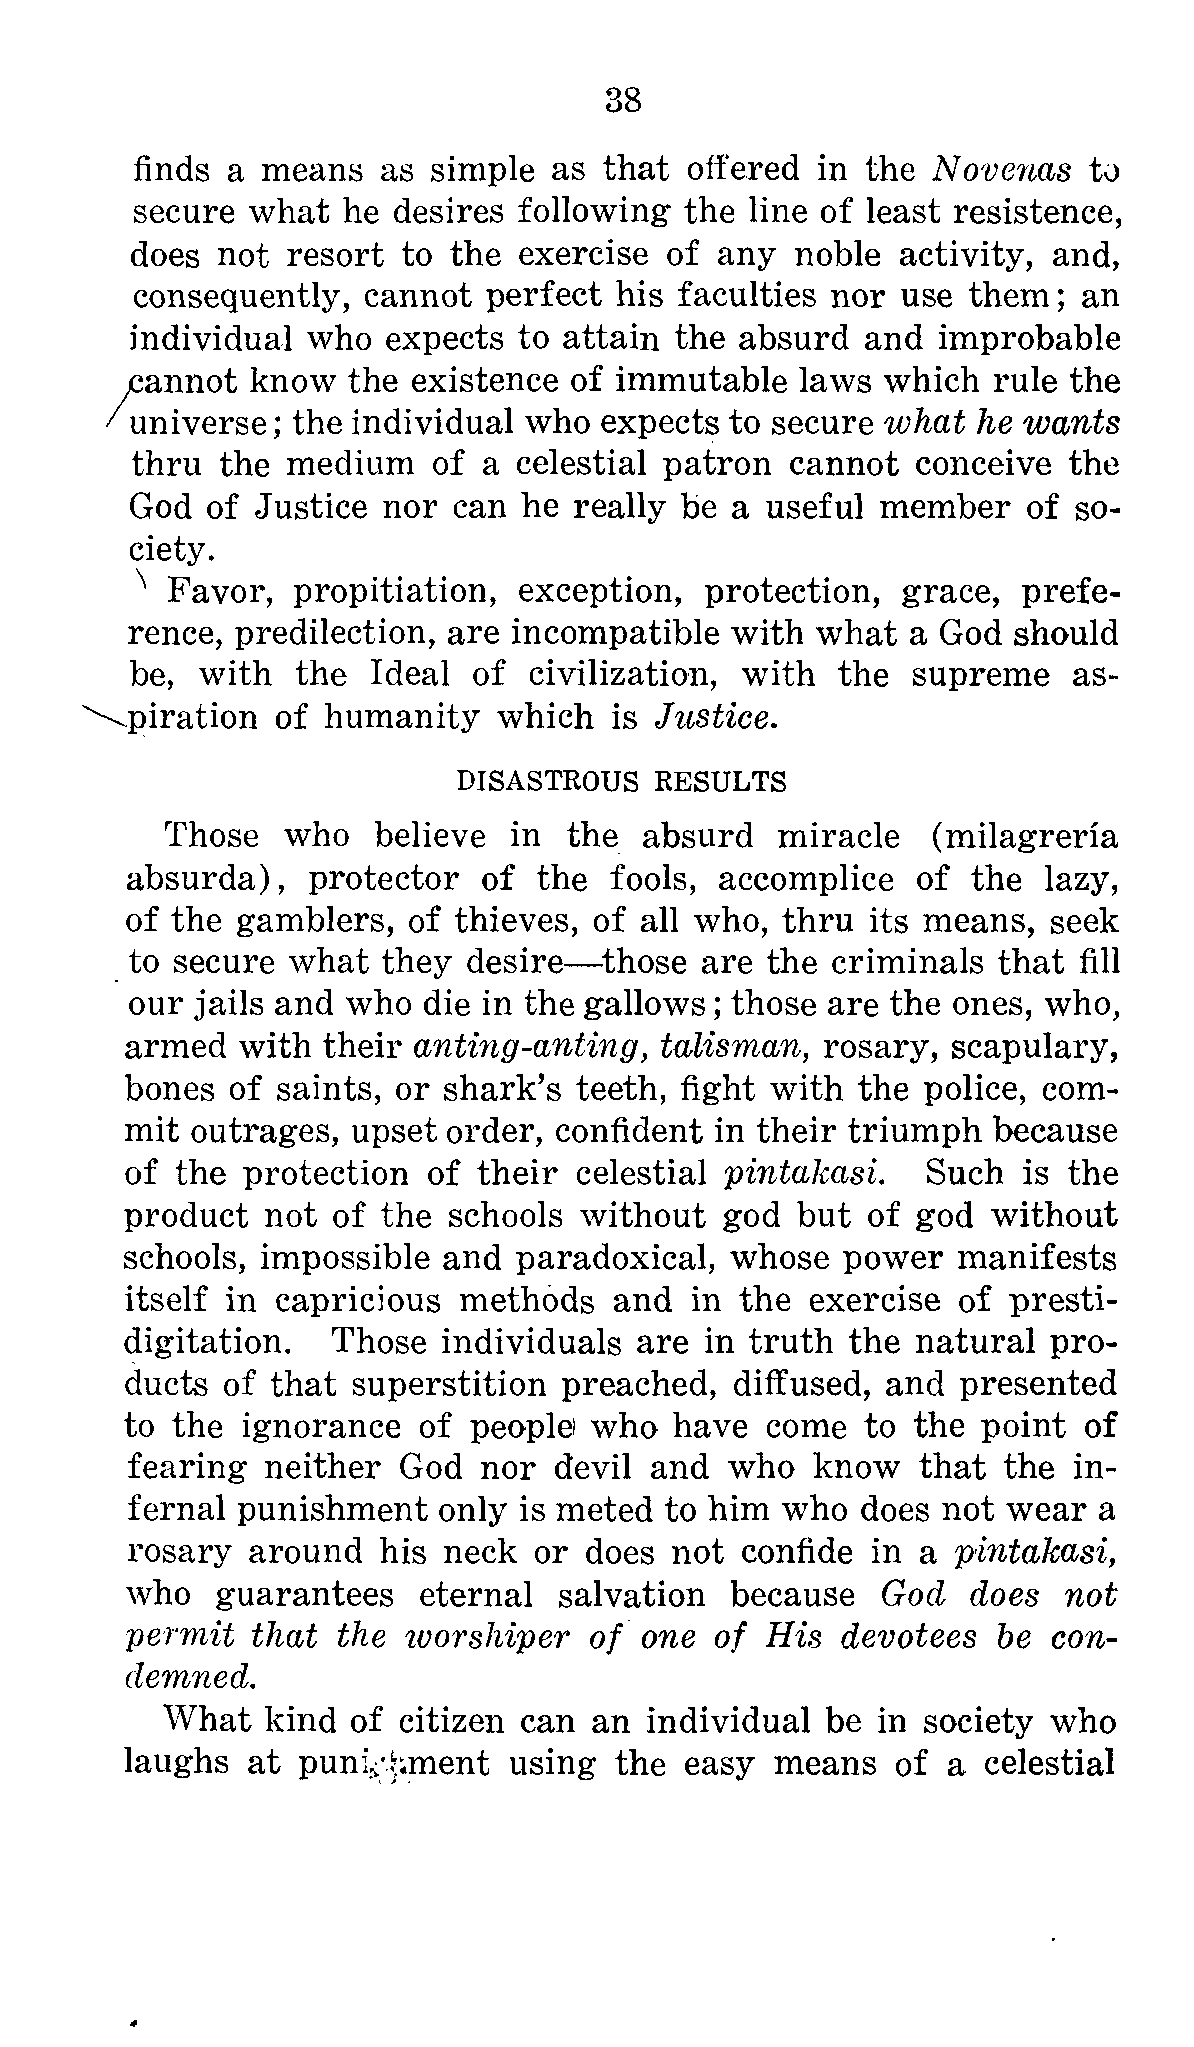 38
finds a means as simple as that offered in the Novenas to
secure what he desires following the line of least resistence,
does not resort to the exercise of any noble activity, and,
consequently, cannot perfect his faculties nor use them; an
individual who expects to attain the absurd and improbable
cannot know the existence of immutable laws which rule the
universe; the individual who expects to secure what he wants
thru the medium of a celestial patron cannot conceive the
God of Justice nor can he really be a useful member of so-
ciety.
Favor, propitiation, exception, protection, grace, prefe-
rence, predilection, are incompatible with what a God should
be, with the Ideal of civilization, with the supreme as-
piration of humanity which is Justice.
DISASTROUS RESULTS
Those who believe in the absurd miracle (milagrería
absurda), protector of the fools, accomplice of the lazy,
of the gamblers, of thieves, of all who, thru its means, seek
to secure what they desire—those are the criminals that fill
our jails and who die in the gallows; those are the ones, who,
armed with their anting-anting, talisman, rosary, scapulary,
bones of saints, or shark's teeth, fight with the police, com-
mit outrages, upset order, confident in their triumph because
of the protection of their celestial pintakasi. Such is the
product not of the schools without god but of god without
schools, impossible and paradoxical, whose power manifests
itself in capricious methods and in the exercise of presti-
digitation. Those individuals are in truth the natural pro-
ducts of that superstition preached, diffused, and presented
to the ignorance of people who have come to the point of
fearing neither God nor devil and who know that the in-
fernal punishment only is meted to him who does not wear a
rosary around his neck or does not confide in a pintakasi,
who guarantees eternal salvation because God does not
permit that the worshiper of one of His devotees be con-
demned.
What kind of citizen can an individual be in society who
laughs at punishment using the easy means of a celestial